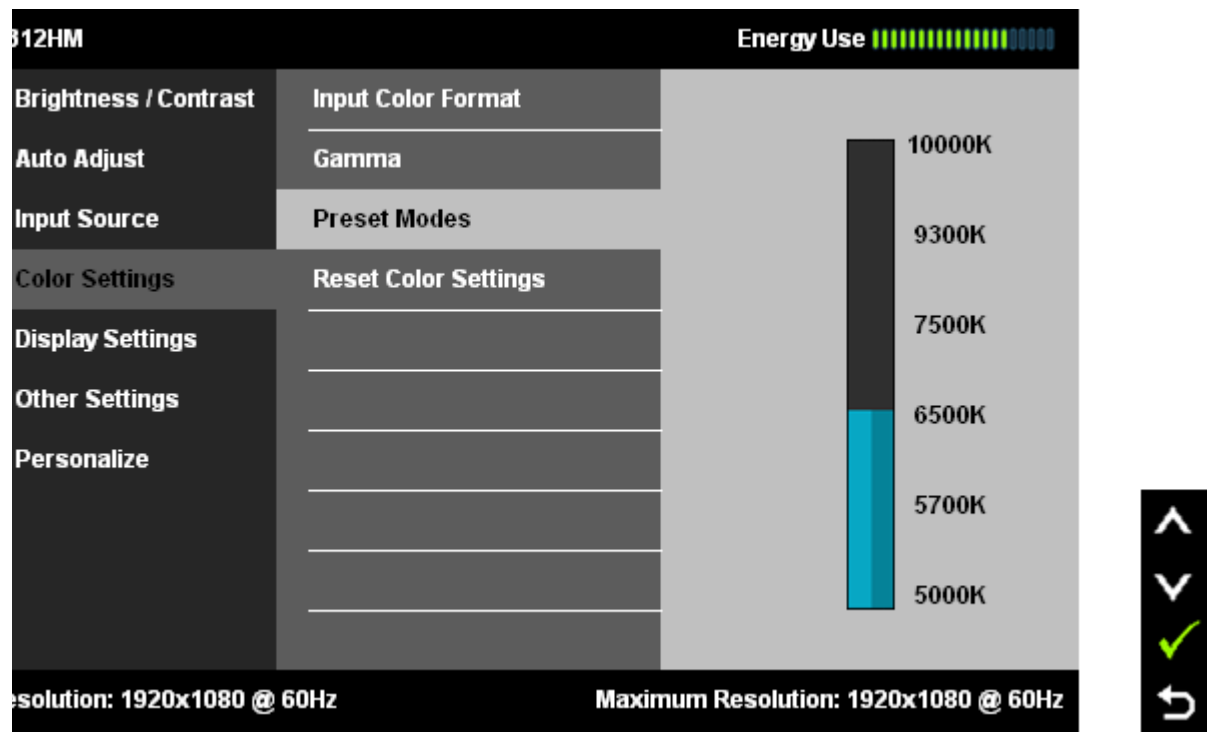 312HM Energy Use
Brightness / Contrast
Auto Adjust
Input Source
Color Settings
Display Settings
Other Settings
Personalize
Input Color Format
Gamma
Preset Modes
Reset Color Settings
10000K
9300K
7500K
6500K
5700K
5000K
esolution: 1920x1080 @ 60Hz Maximum Resolution: 1920x1080 @ 60Hz